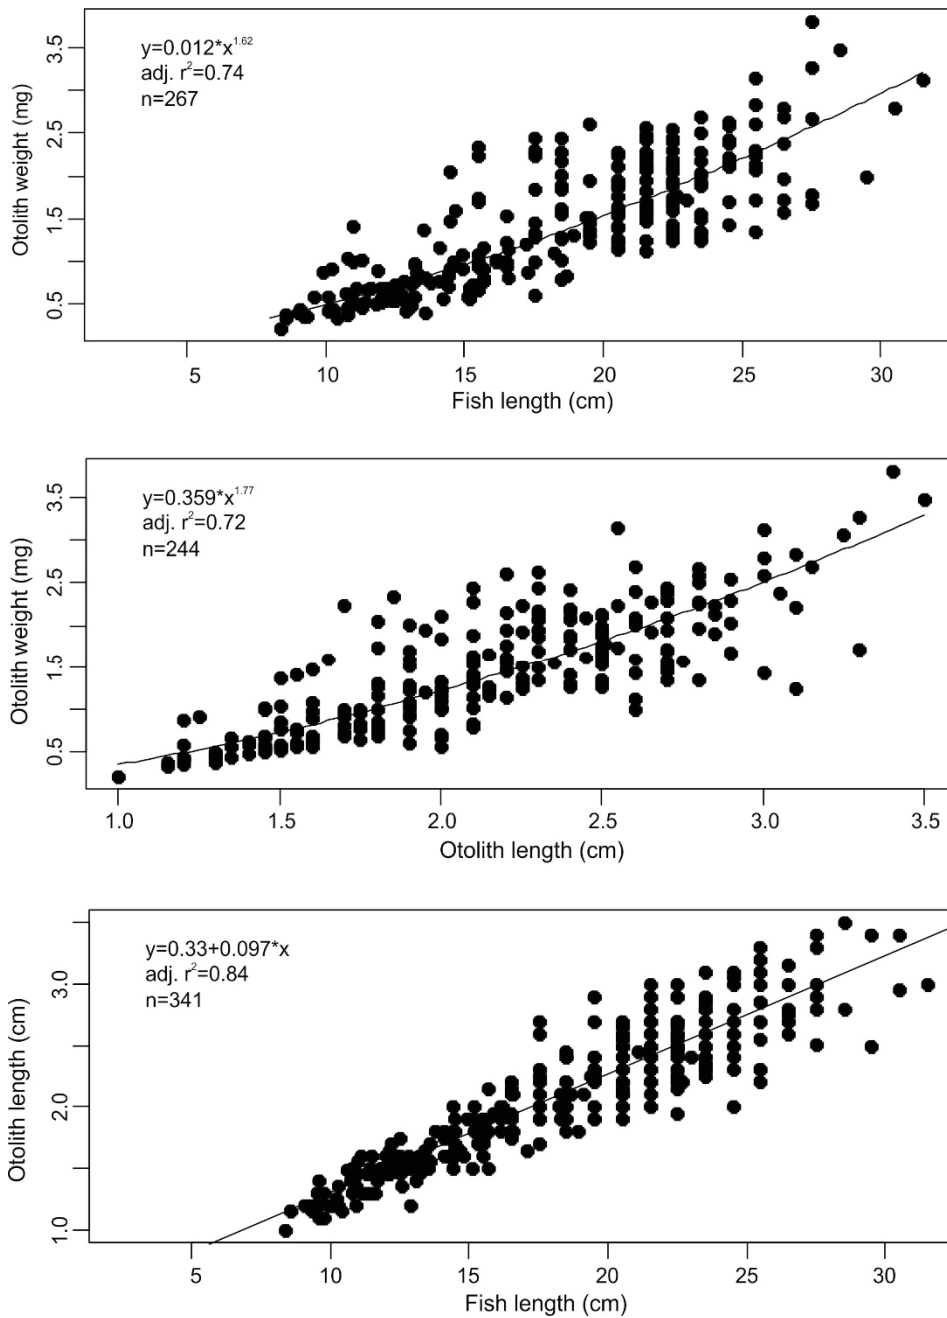 y=0.012*x^1.62
adj. r²=0.74
n=267
Otolith weight (mg)
3.5
2.5
1.5
0.5
5 10 15 20 25 30
Fish length (cm)
y=0.359*x^1.77
adj. r²=0.72
n=244
Otolith weight (mg)
3.5
2.5
1.5
0.5
1.0 1.5 2.0 2.5 3.0 3.5
Otolith length (cm)
y=0.33+0.097*x
adj. r²=0.84
n=341
Otolith length (cm)
3.0
2.0
1.0
5 10 15 20 25 30
Fish length (cm)